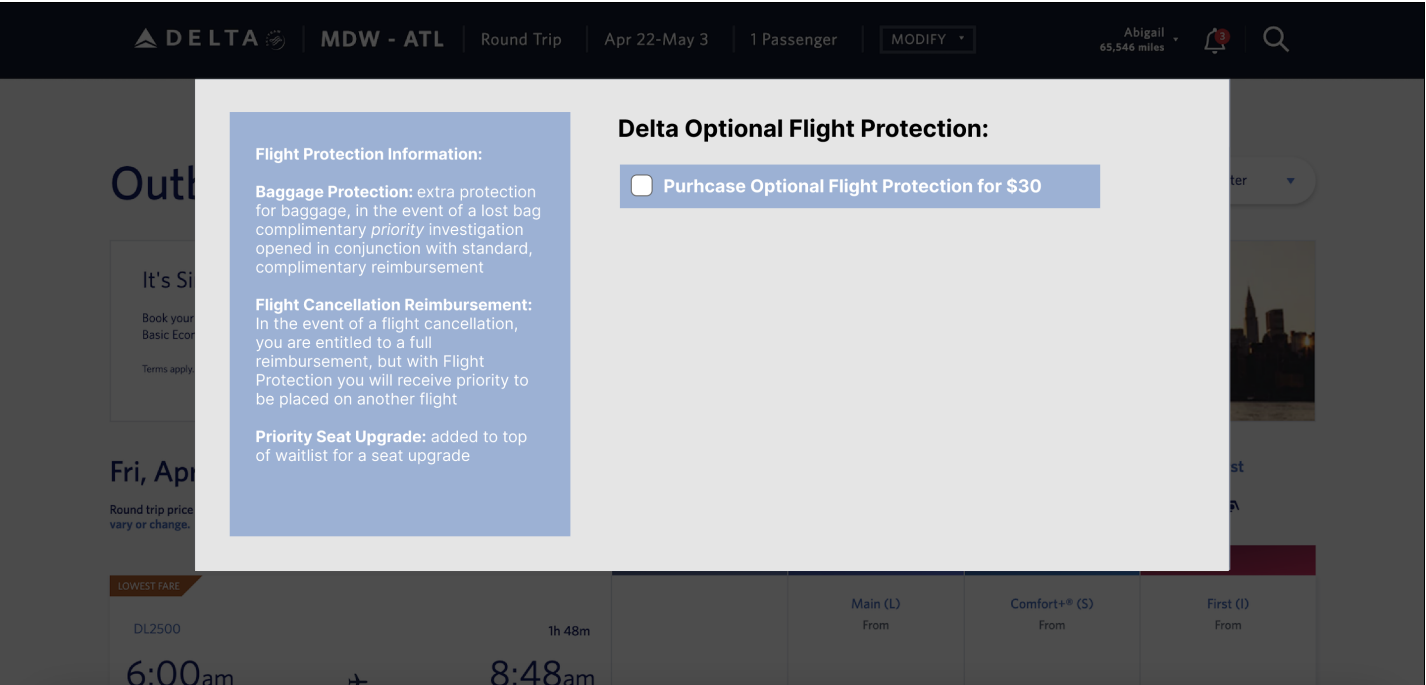 DELTA
MDW - ATL
Round Trip
Apr 22-May 3
1 Passenger
MODIFY
Abigail
65,546 miles
3
Flight Protection Information:
Baggage Protection: extra protection
for baggage, in the event of a lost bag
complimentary priority investigation
opened in conjunction with standard,
complimentary reimbursement
Flight Cancellation Reimbursement:
In the event of a flight cancellation,
you are entitled to a full
reimbursement, but with Flight
Protection you will receive priority to
be placed on another flight
Priority Seat Upgrade: added to top
of waitlist for a seat upgrade
Delta Optional Flight Protection:
Purhcase Optional Flight Protection for $30
It's Si
Book your
Basic Econ
Terms apply.
Fri, Apr
Round trip price
vary or change.
LOWEST FARE
DL2500
1h 48m
6:00am
8:48am
Main (L)
From
Comfort+® (S)
From
First (I)
From